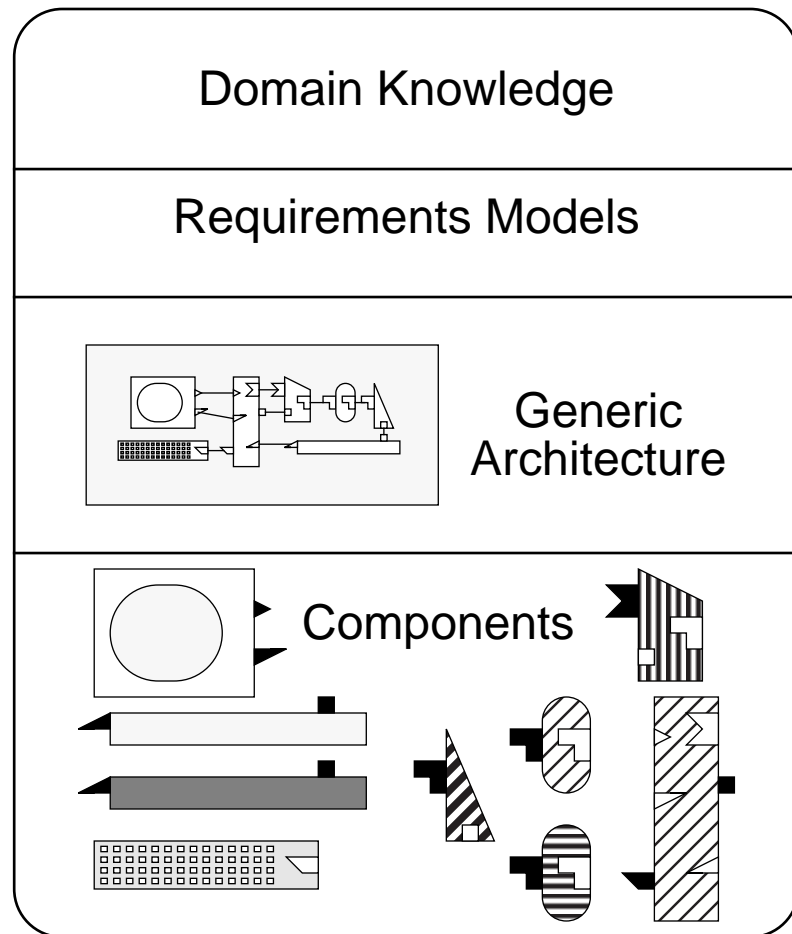 Domain Knowledge
Requirements Models
Generic
Architecture
Components